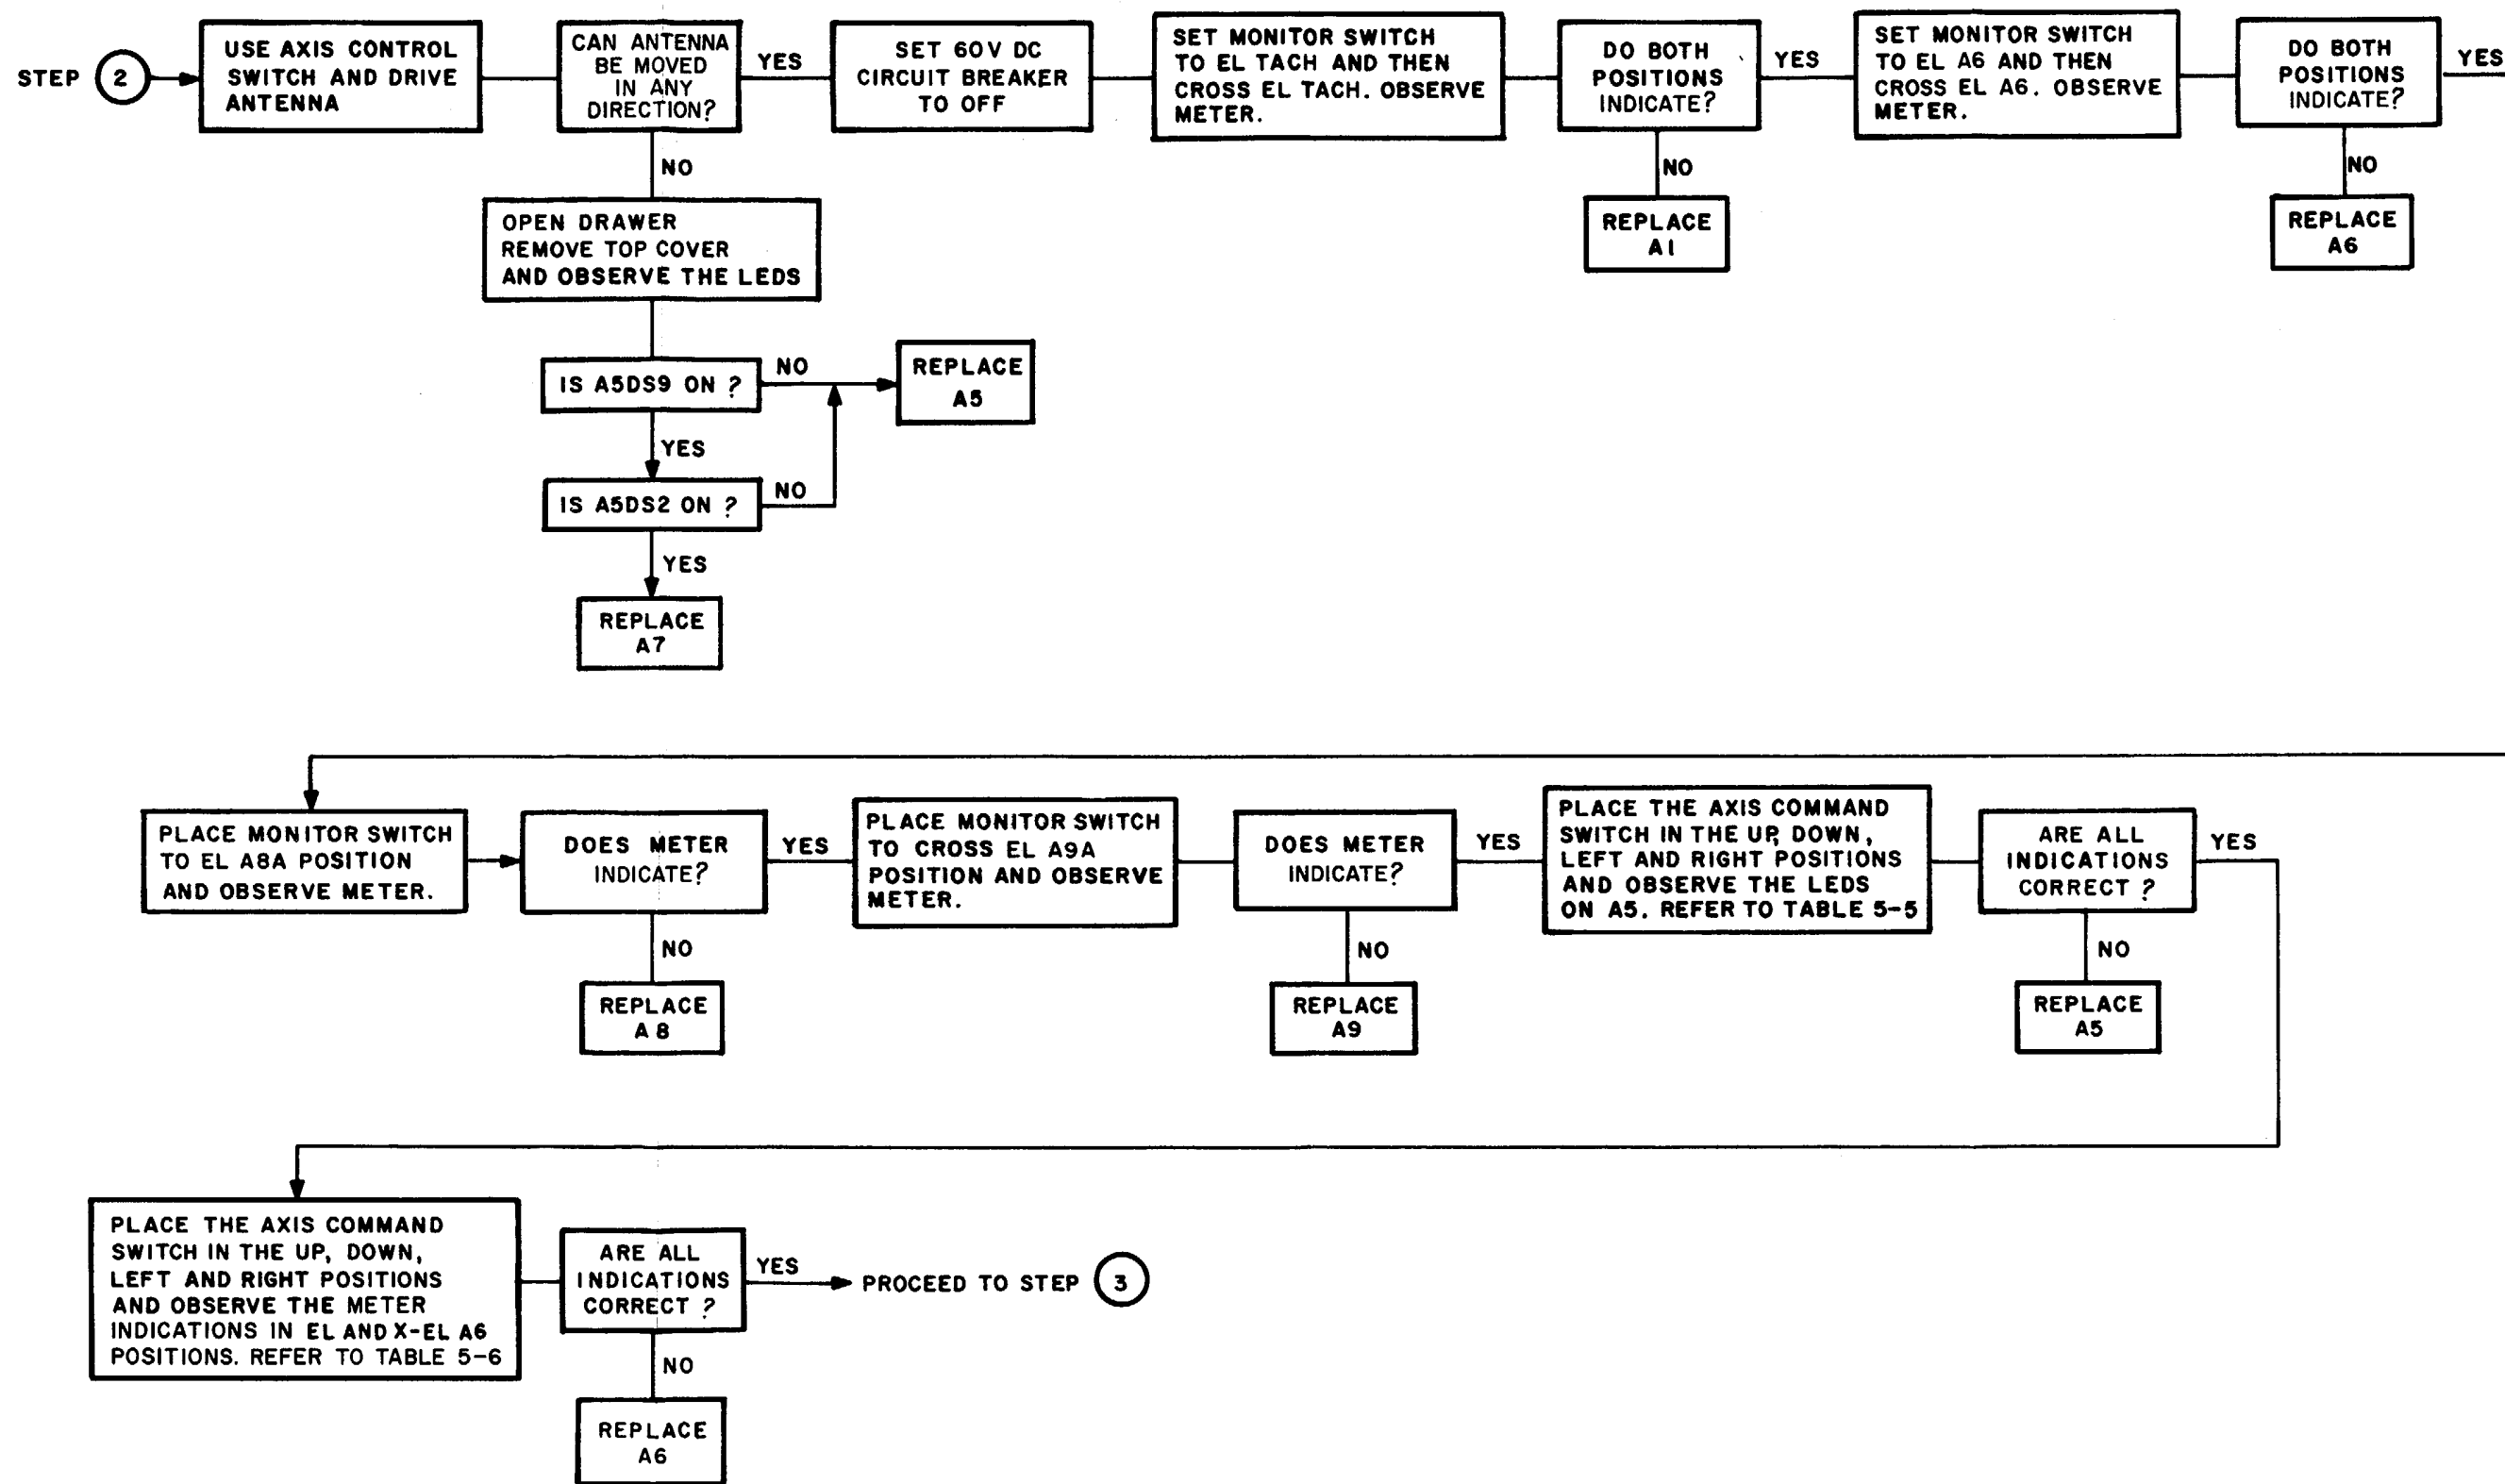 STEP 2
USE AXIS CONTROL
SWITCH AND DRIVE
ANTENNA
CAN ANTENNA
BE MOVED
IN ANY
DIRECTION?
YES
SET 60V DC
CIRCUIT BREAKER
TO OFF
SET MONITOR SWITCH
TO EL TACH AND THEN
CROSS EL TACH. OBSERVE
METER.
DO BOTH
POSITIONS
INDICATE?
YES
SET MONITOR SWITCH
TO EL A6 AND THEN
CROSS EL A6. OBSERVE
METER.
DO BOTH
POSITIONS
INDICATE?
YES
NO
NO
NO
OPEN DRAWER
REMOVE TOP COVER
AND OBSERVE THE LEDS
REPLACE
A1
REPLACE
A6
IS A5DS9 ON ?
NO
REPLACE
A5
YES
IS A5DS2 ON ?
NO
YES
REPLACE
A7
PLACE MONITOR SWITCH
TO EL A8A POSITION
AND OBSERVE METER.
DOES METER
INDICATE?
YES
PLACE MONITOR SWITCH
TO CROSS EL A9A
POSITION AND OBSERVE
METER.
DOES METER
INDICATE?
YES
PLACE THE AXIS COMMAND
SWITCH IN THE UP, DOWN,
LEFT AND RIGHT POSITIONS
AND OBSERVE THE LEDS
ON A5. REFER TO TABLE 5-5
ARE ALL
INDICATIONS
CORRECT ?
YES
NO
NO
NO
REPLACE
A8
REPLACE
A9
REPLACE
A5
PLACE THE AXIS COMMAND
SWITCH IN THE UP, DOWN,
LEFT AND RIGHT POSITIONS
AND OBSERVE THE METER
INDICATIONS IN EL AND X-EL A6
POSITIONS. REFER TO TABLE 5-6
ARE ALL
INDICATIONS
CORRECT ?
YES
PROCEED TO STEP 3
NO
REPLACE
A6